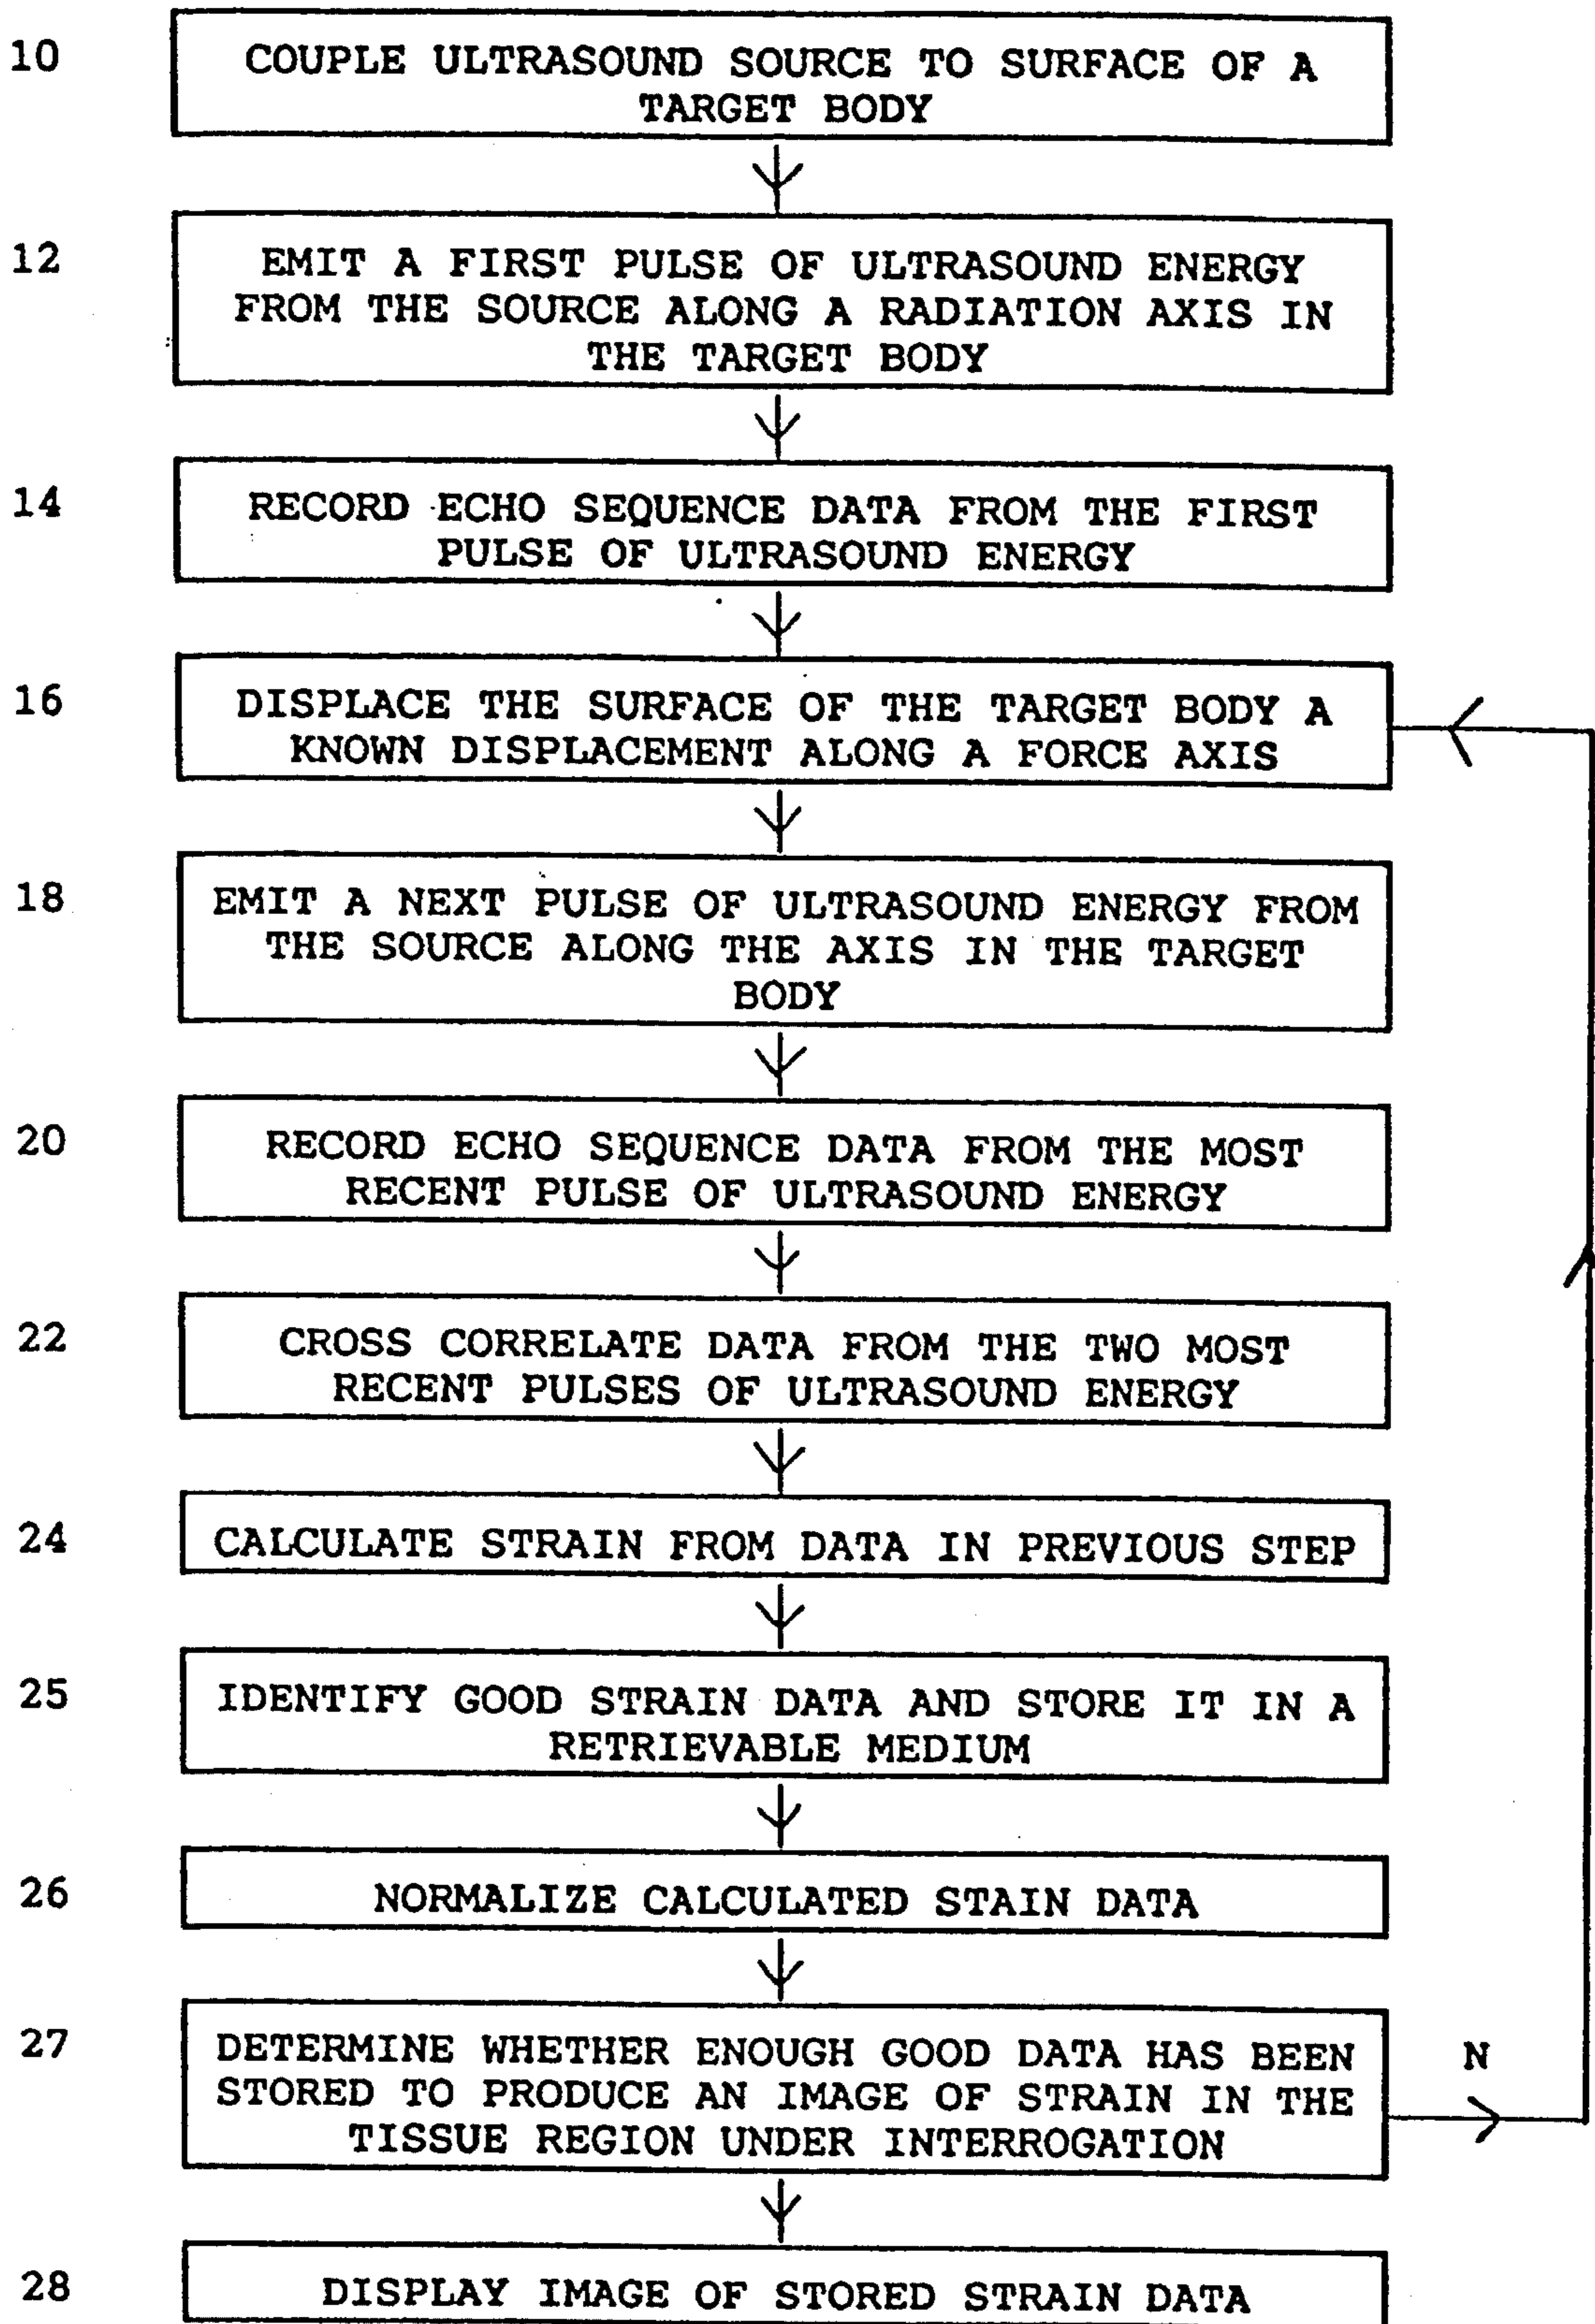 10
COUPLE ULTRASOUND SOURCE TO SURFACE OF A
TARGET BODY
12
EMIT A FIRST PULSE OF ULTRASOUND ENERGY
FROM THE SOURCE ALONG A RADIATION AXIS IN
THE TARGET BODY
14
RECORD ECHO SEQUENCE DATA FROM THE FIRST
PULSE OF ULTRASOUND ENERGY
16
DISPLACE THE SURFACE OF THE TARGET BODY A
KNOWN DISPLACEMENT ALONG A FORCE AXIS
18
EMIT A NEXT PULSE OF ULTRASOUND ENERGY FROM
THE SOURCE ALONG THE AXIS IN THE TARGET
BODY
20
RECORD ECHO SEQUENCE DATA FROM THE MOST
RECENT PULSE OF ULTRASOUND ENERGY
22
CROSS CORRELATE DATA FROM THE TWO MOST
RECENT PULSES OF ULTRASOUND ENERGY
24
CALCULATE STRAIN FROM DATA IN PREVIOUS STEP
25
IDENTIFY GOOD STRAIN DATA AND STORE IT IN A
RETRIEVABLE MEDIUM
26
NORMALIZE CALCULATED STAIN DATA
27
DETERMINE WHETHER ENOUGH GOOD DATA HAS BEEN
STORED TO PRODUCE AN IMAGE OF STRAIN IN THE
TISSUE REGION UNDER INTERROGATION
N
28
DISPLAY IMAGE OF STORED STRAIN DATA